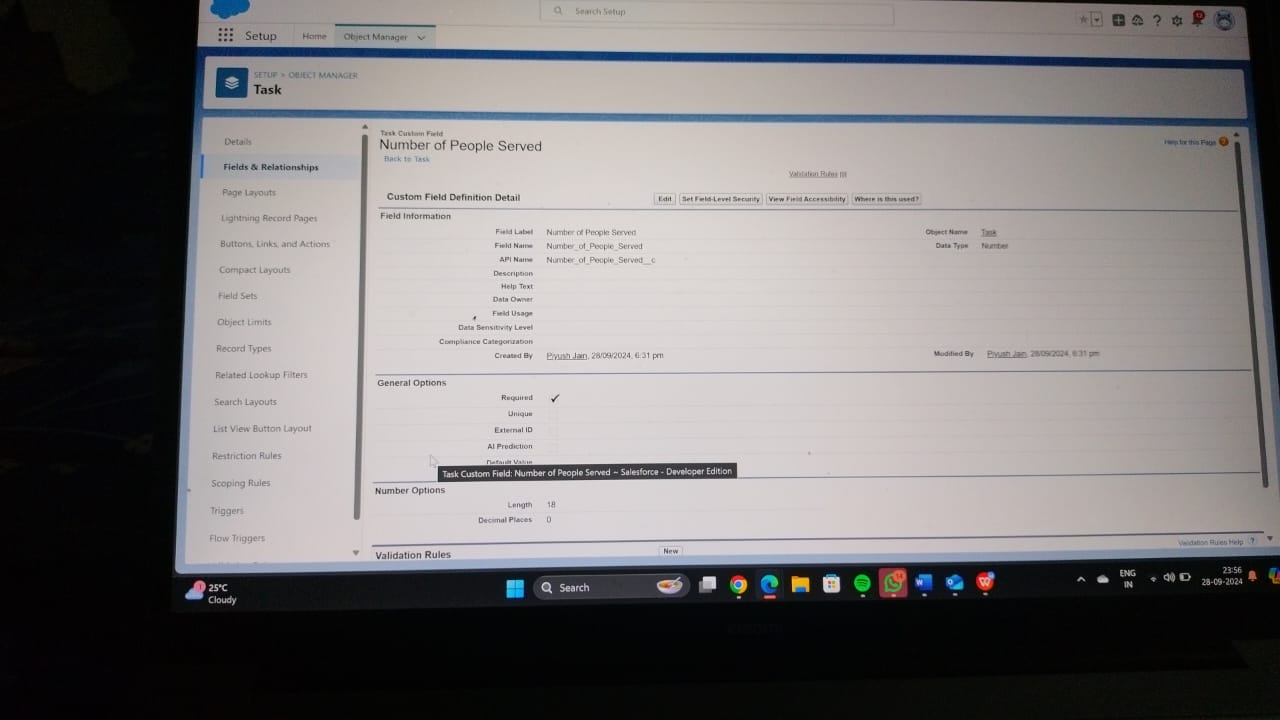 Search Setup
Setup Home Object Manager
SETUP > OBJECT MANAGER
Task
Details
Fields & Relationships
Page Layouts
Lightning Record Pages
Buttons, Links, and Actions
Compact Layouts
Field Sets
Object Limits
Record Types
Related Lookup Filters
Search Layouts
List View Button Layout
Restriction Rules
Scoping Rules
Triggers
Flow Triggers
Task Custom Field
Number of People Served
Back to Task
Help for this Page
Validation Rules [0]
Custom Field Definition Detail Edit Set Field-Level Security View Field Accessibility Where is this used?
Field Information
Field Label Number of People Served Object Name Task
Field Name Number_of_People_Served Data Type Number
API Name Number_of_People_Served__c
Description
Help Text
Data Owner
Field Usage
Data Sensitivity Level
Compliance Categorization
Created By Piyush Jain, 28/09/2024, 6:31 pm Modified By Piyush Jain, 28/09/2024, 6:31 pm
General Options
Required ✓
Unique
External ID
AI Prediction
Default Value
Task Custom Field: Number of People Served ~ Salesforce - Developer Edition
Number Options
Length 18
Decimal Places 0
Validation Rules New Validation Rules Help ?
25°C
Cloudy
Search
ENG
IN
23:56
28-09-2024